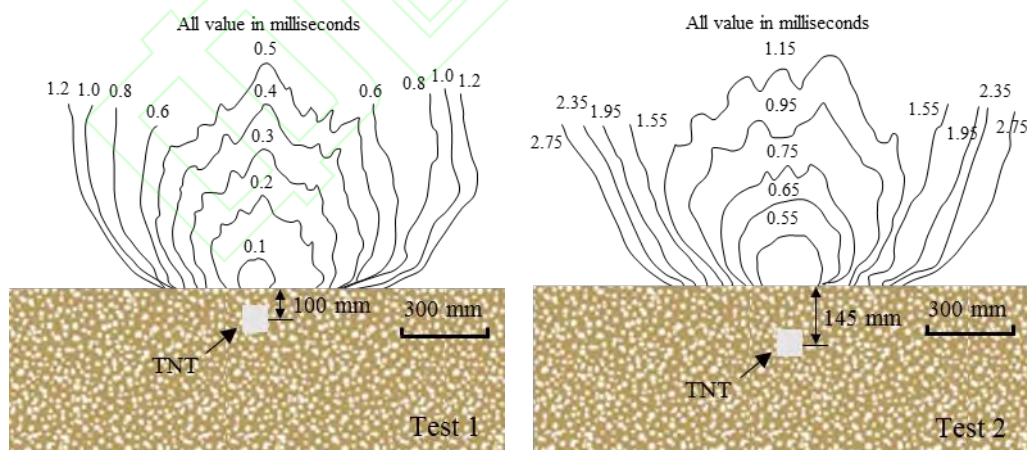 All value in milliseconds
0.5
1.2
1.0
0.8
0.6
0.4
0.6
0.8
1.0
1.2
0.3
0.2
0.1
100 mm
300 mm
TNT
Test 1
All value in milliseconds
1.15
2.75
2.35
1.95
1.55
0.95
1.55
1.95
2.35
2.75
0.75
0.65
0.55
145 mm
300 mm
TNT
Test 2